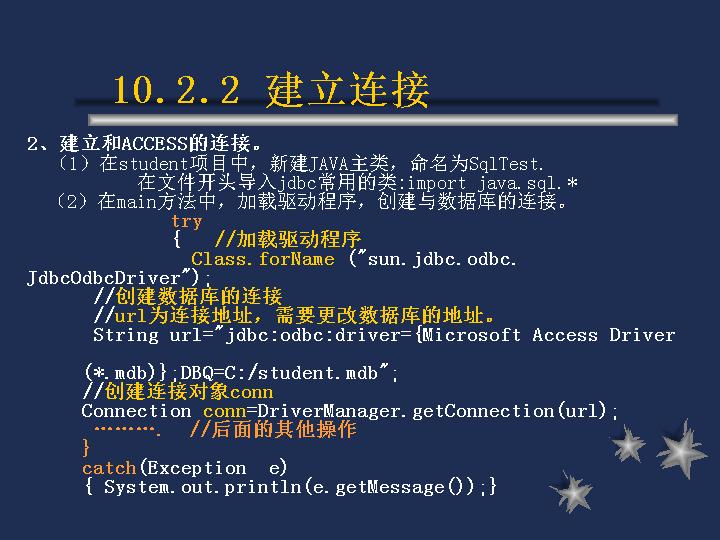 10.2.2 建立连接
2、建立和ACCESS的连接。
（1）在student项目中，新建JAVA主类，命名为SqlTest.
在文件开头导入jdbc常用的类:import java.sql.*
（2）在main方法中，加载驱动程序，创建与数据库的连接。
try
{ //加载驱动程序
Class.forName ("sun.jdbc.odbc.
JdbcOdbcDriver");
//创建数据库的连接
//url为连接地址，需要更改数据库的地址。
String url="jdbc:odbc:driver={Microsoft Access Driver
(*.mdb)};DBQ=C:/student.mdb";
//创建连接对象conn
Connection conn=DriverManager.getConnection(url);
………. //后面的其他操作
}
catch(Exception e)
{ System.out.println(e.getMessage());}